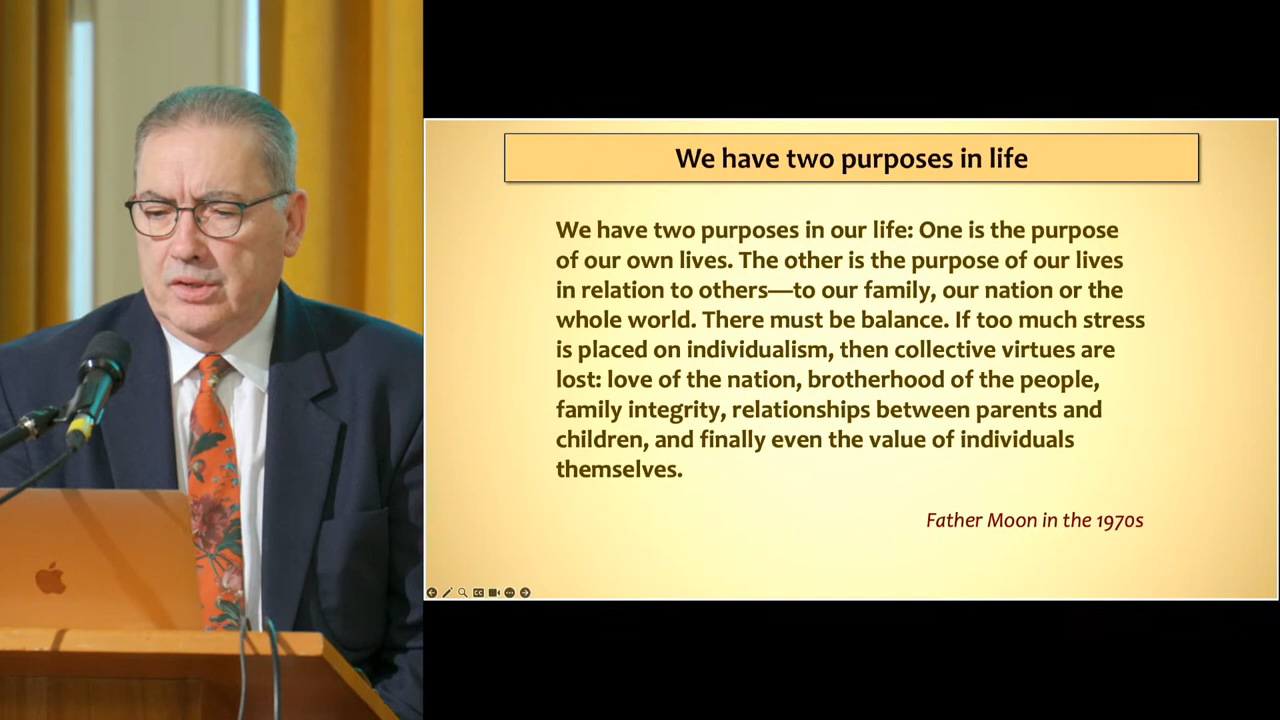 We have two purposes in life
We have two purposes in our life: One is the purpose
of our own lives. The other is the purpose of our lives
in relation to others—to our family, our nation or the
whole world. There must be balance. If too much stress
is placed on individualism, then collective virtues are
lost: love of the nation, brotherhood of the people,
family integrity, relationships between parents and
children, and finally even the value of individuals
themselves.
Father Moon in the 1970s
CC